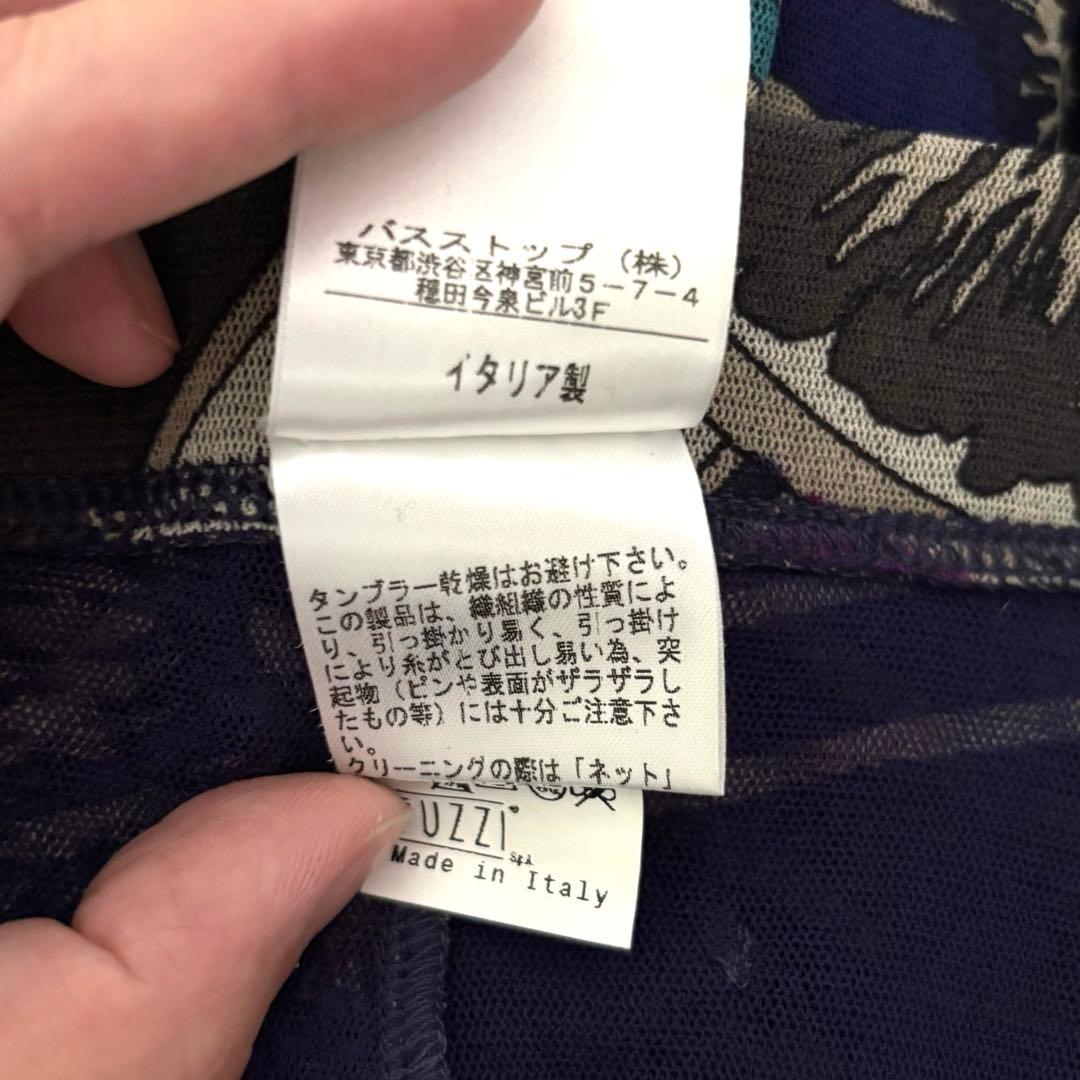 バスストップ (株)
東京都渋谷区神宮前5-7-4
穏田今泉ビル3F
イタリア製
タンブラー乾燥はお避け下さい。
この製品は、繊組織の性質によ
り、引っ掛かり易く、引っ掛け
により糸がとび出し易い為、突
起物(ピンや表面がザラザラし
たもの等)には十分ご注意下さ
い。
クリーニングの際は「ネット」
UZZI
SpA
Made in Italy